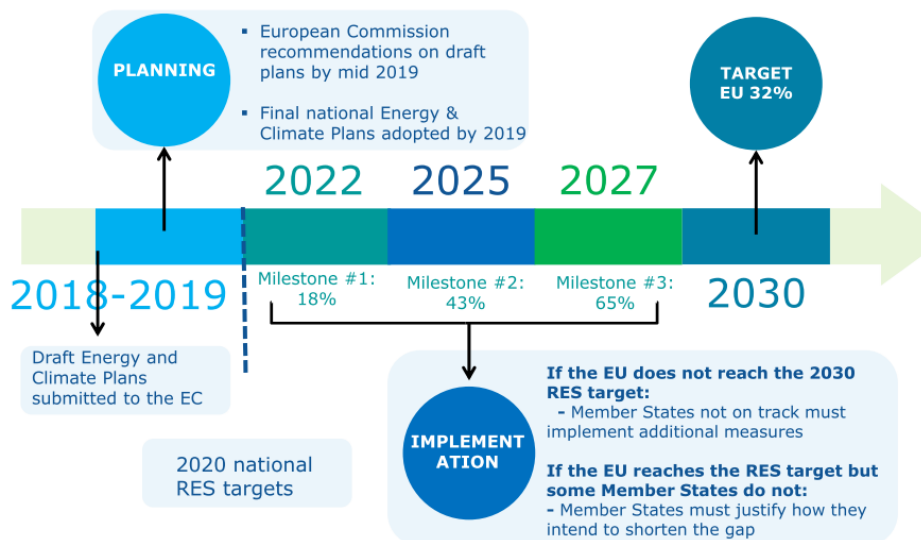 PLANNING
▪ European Commission
recommendations on draft
plans by mid 2019
▪ Final national Energy &
Climate Plans adopted by 2019
TARGET
EU 32%
2022
2025
2027
2018-2019
Milestone #1:
18%
Milestone #2:
43%
Milestone #3:
65%
2030
Draft Energy and
Climate Plans
submitted to the EC
2020 national
RES targets
IMPLEMENT
ATION
If the EU does not reach the 2030
RES target:
- Member States not on track must
implement additional measures
If the EU reaches the RES target but
some Member States do not:
- Member States must justify how they
intend to shorten the gap